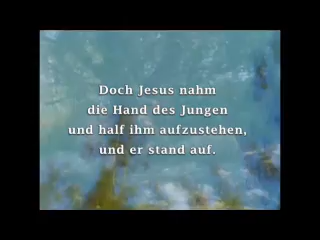 Doch Jesus nahm
die Hand des Jungen
und half ihm aufzustehen,
und er stand auf.